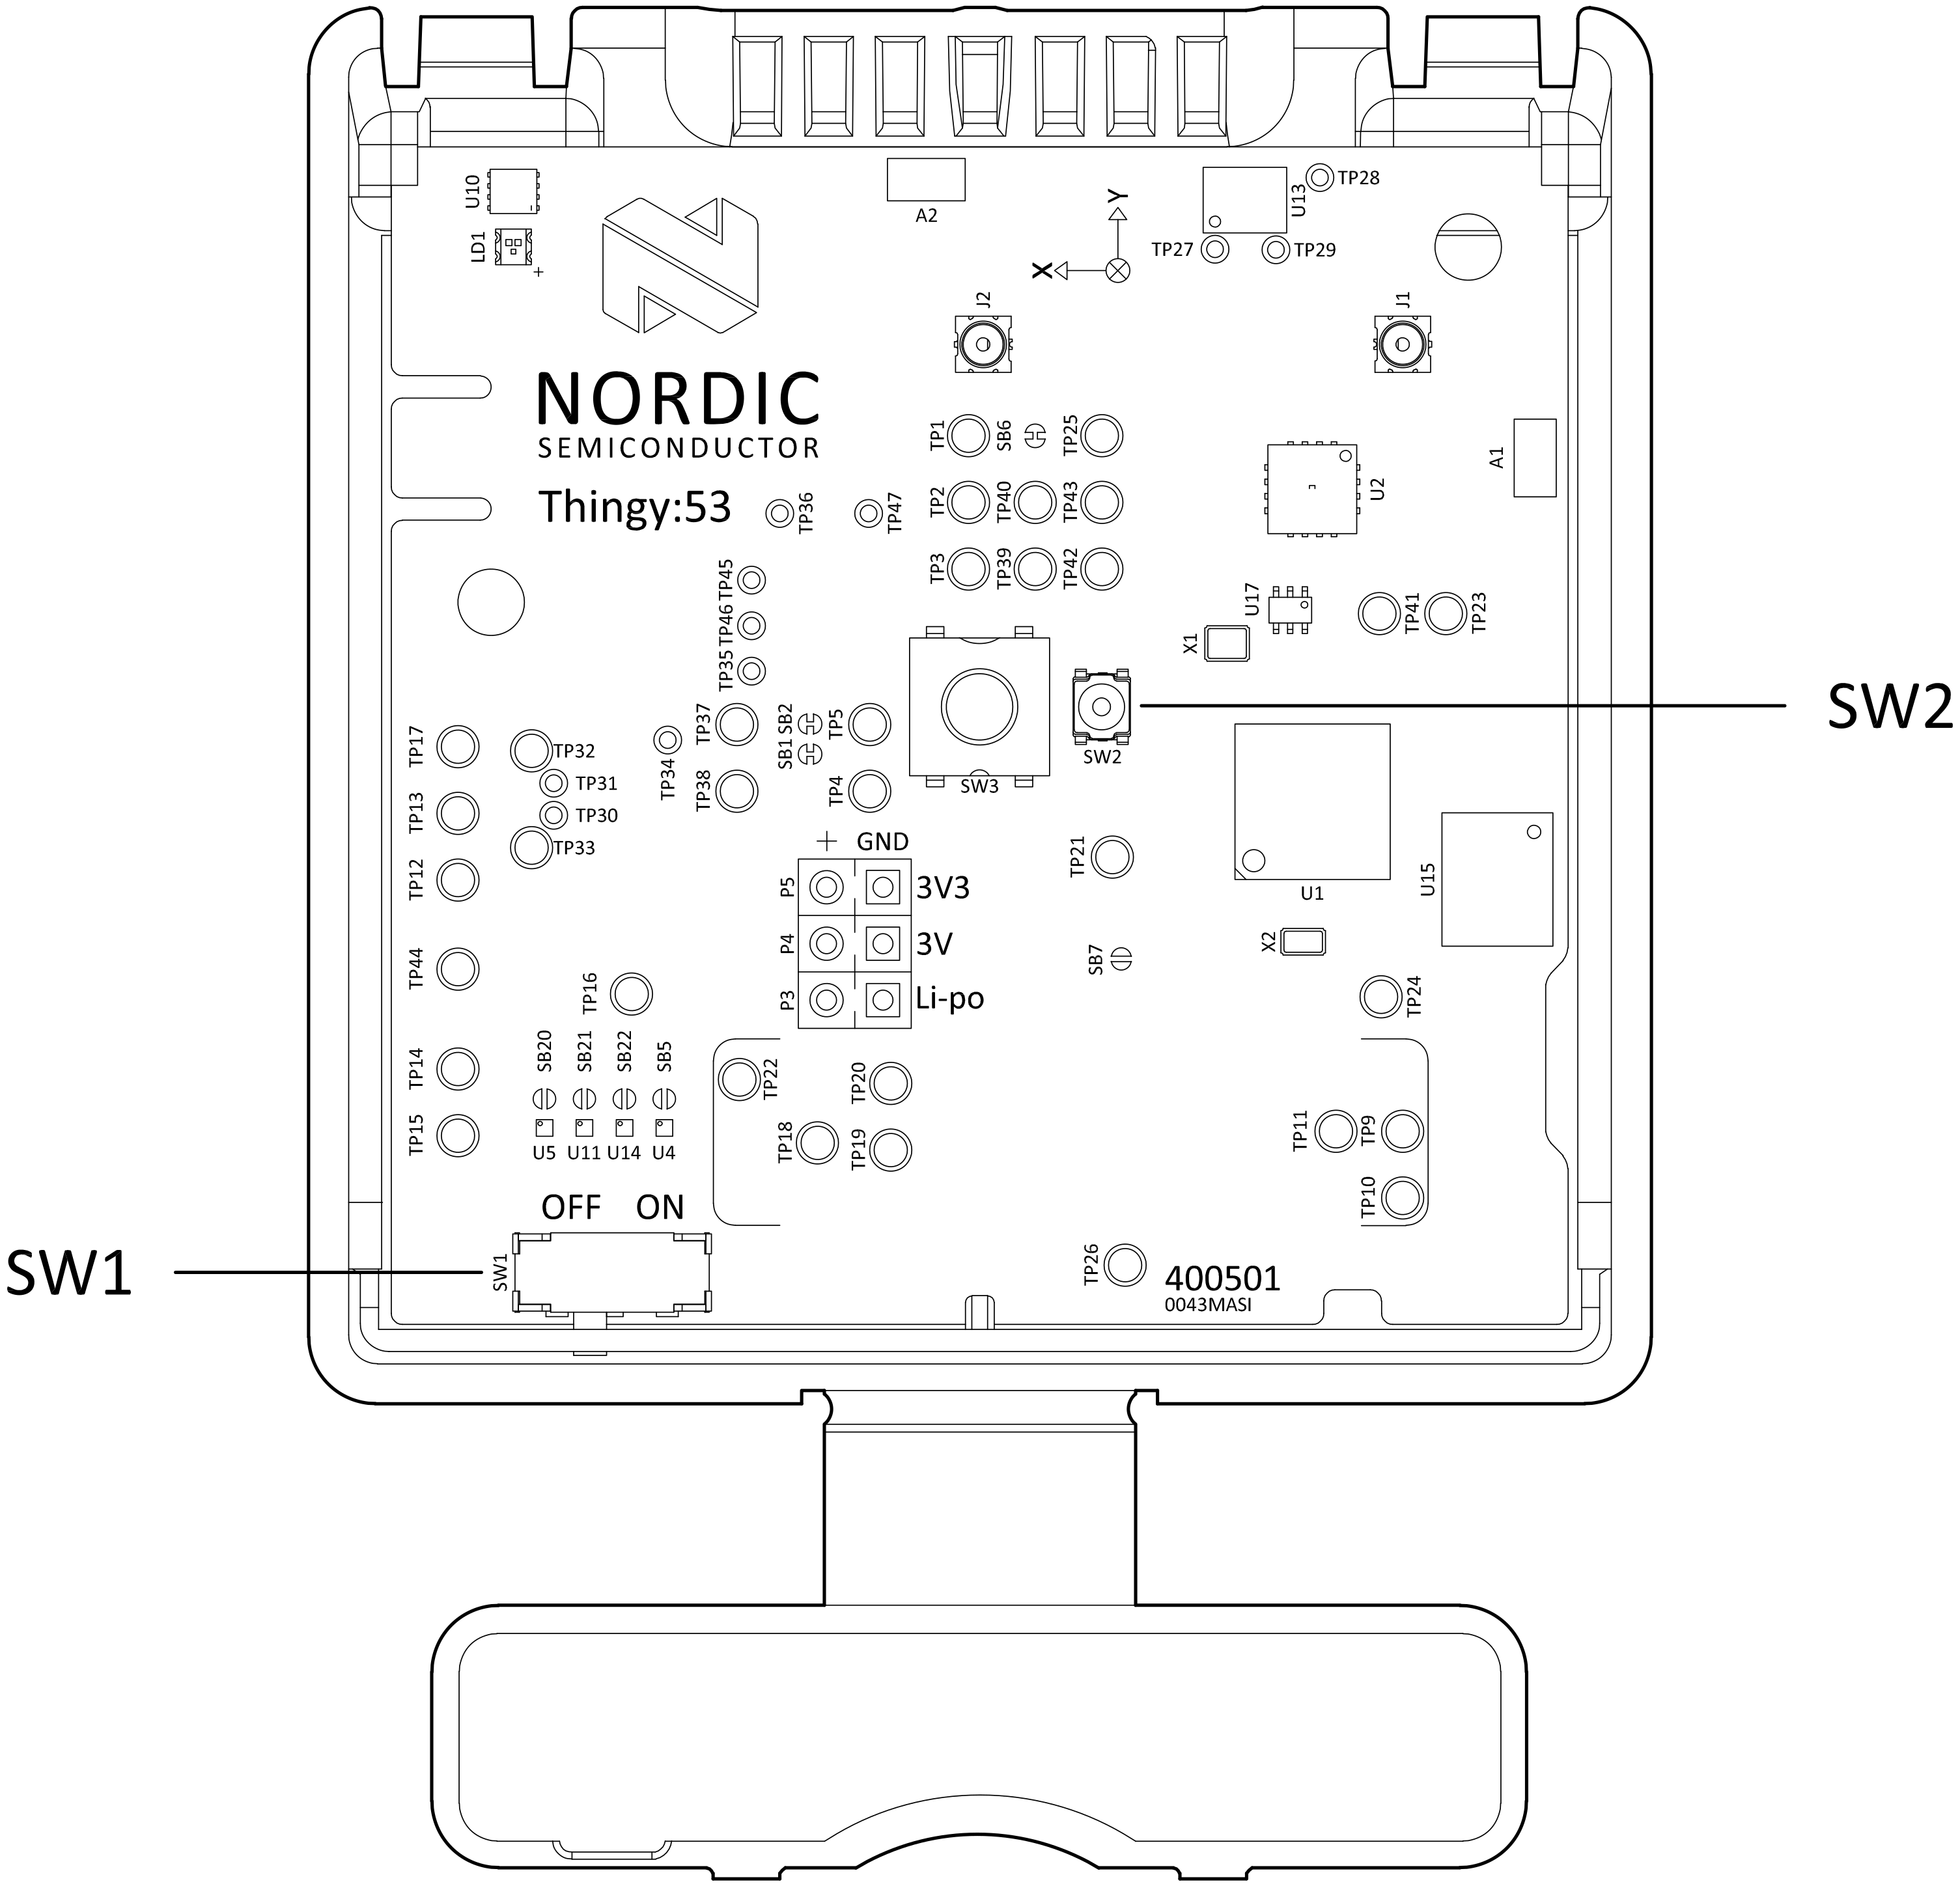 U10
A2
U13
TP28
LD1
+
Y
X
TP27
TP29
J2
J1
NORDIC
SEMICONDUCTOR
Thingy:53
TP1
SB6
TP25
A1
TP36
TP47
TP2
TP40
TP43
U2
TP45
TP3
TP39
TP42
TP46
U17
TP41
TP23
TP35
X1
SW2
TP37
SB2
TP5
TP17
TP32
TP34
SB1
SW2
TP31
TP38
TP4
SW3
TP13
TP30
TP33
+ GND
TP21
TP12
P5
3V3
U1
U15
P4
3V
X2
TP44
SB7
TP16
P3
Li-po
TP24
SB20
SB21
SB22
SB5
TP14
TP22
TP20
TP15
TP18
TP19
TP11
TP9
U5
U11
U14
U4
OFF ON
TP10
SW1
SW1
TP26
400501
0043MASI